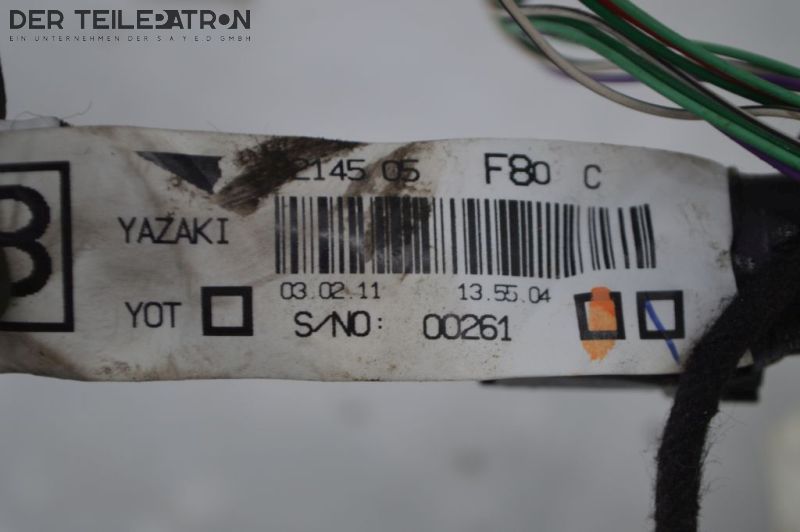 DER TEILEPATRON
EIN UNTERNEHMEN DER S A Y E D GMBH
2145 05 F80 C
YAZAKI
03.02.11 13.55.04
YOT S/NO: 00261